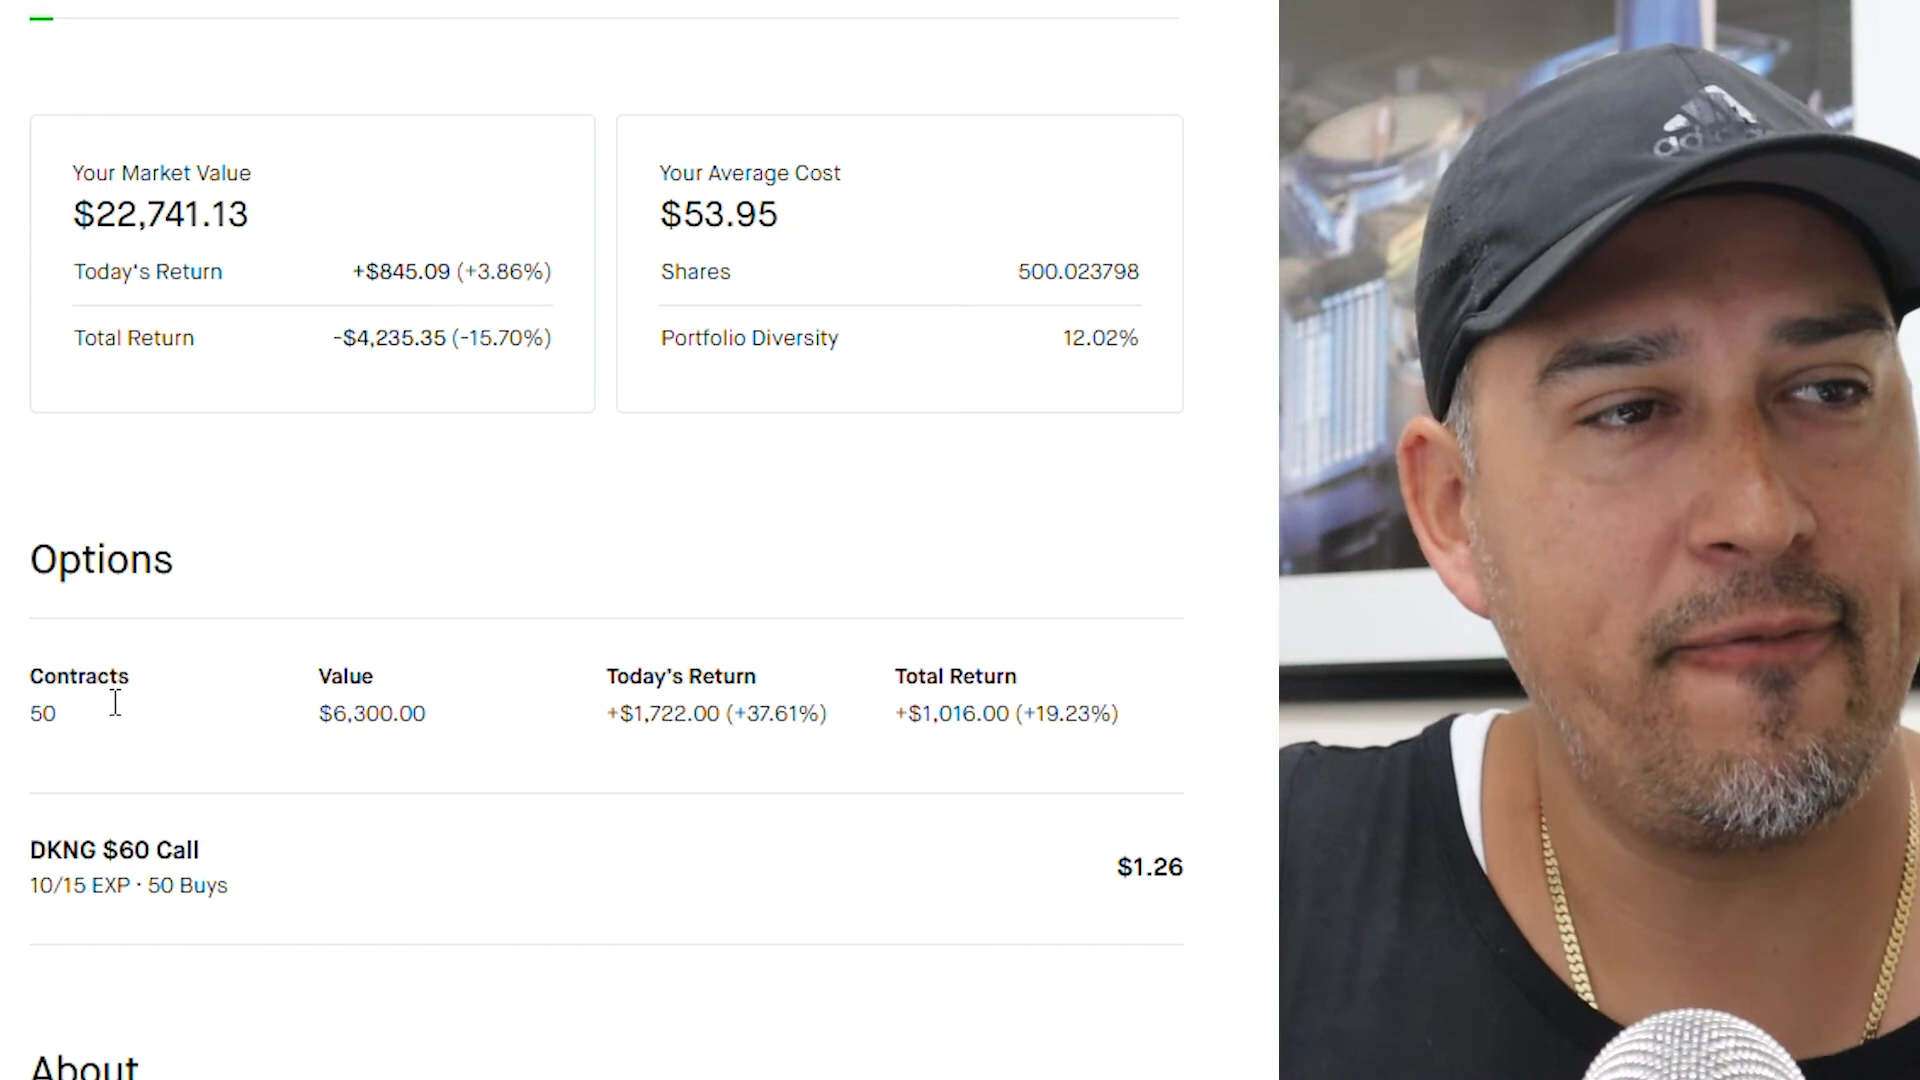 adidas
Your Market Value
$22,741.13
Today's Return +$845.09 (+3.86%)
Total Return -$4,235.35 (-15.70%)
Your Average Cost
$53.95
Shares 500.023798
Portfolio Diversity 12.02%
Options
Contracts Value Today's Return Total Return
50 $6,300.00 +$1,722.00 (+37.61%) +$1,016.00 (+19.23%)
DKNG $60 Call
10/15 EXP · 50 Buys
$1.26
About